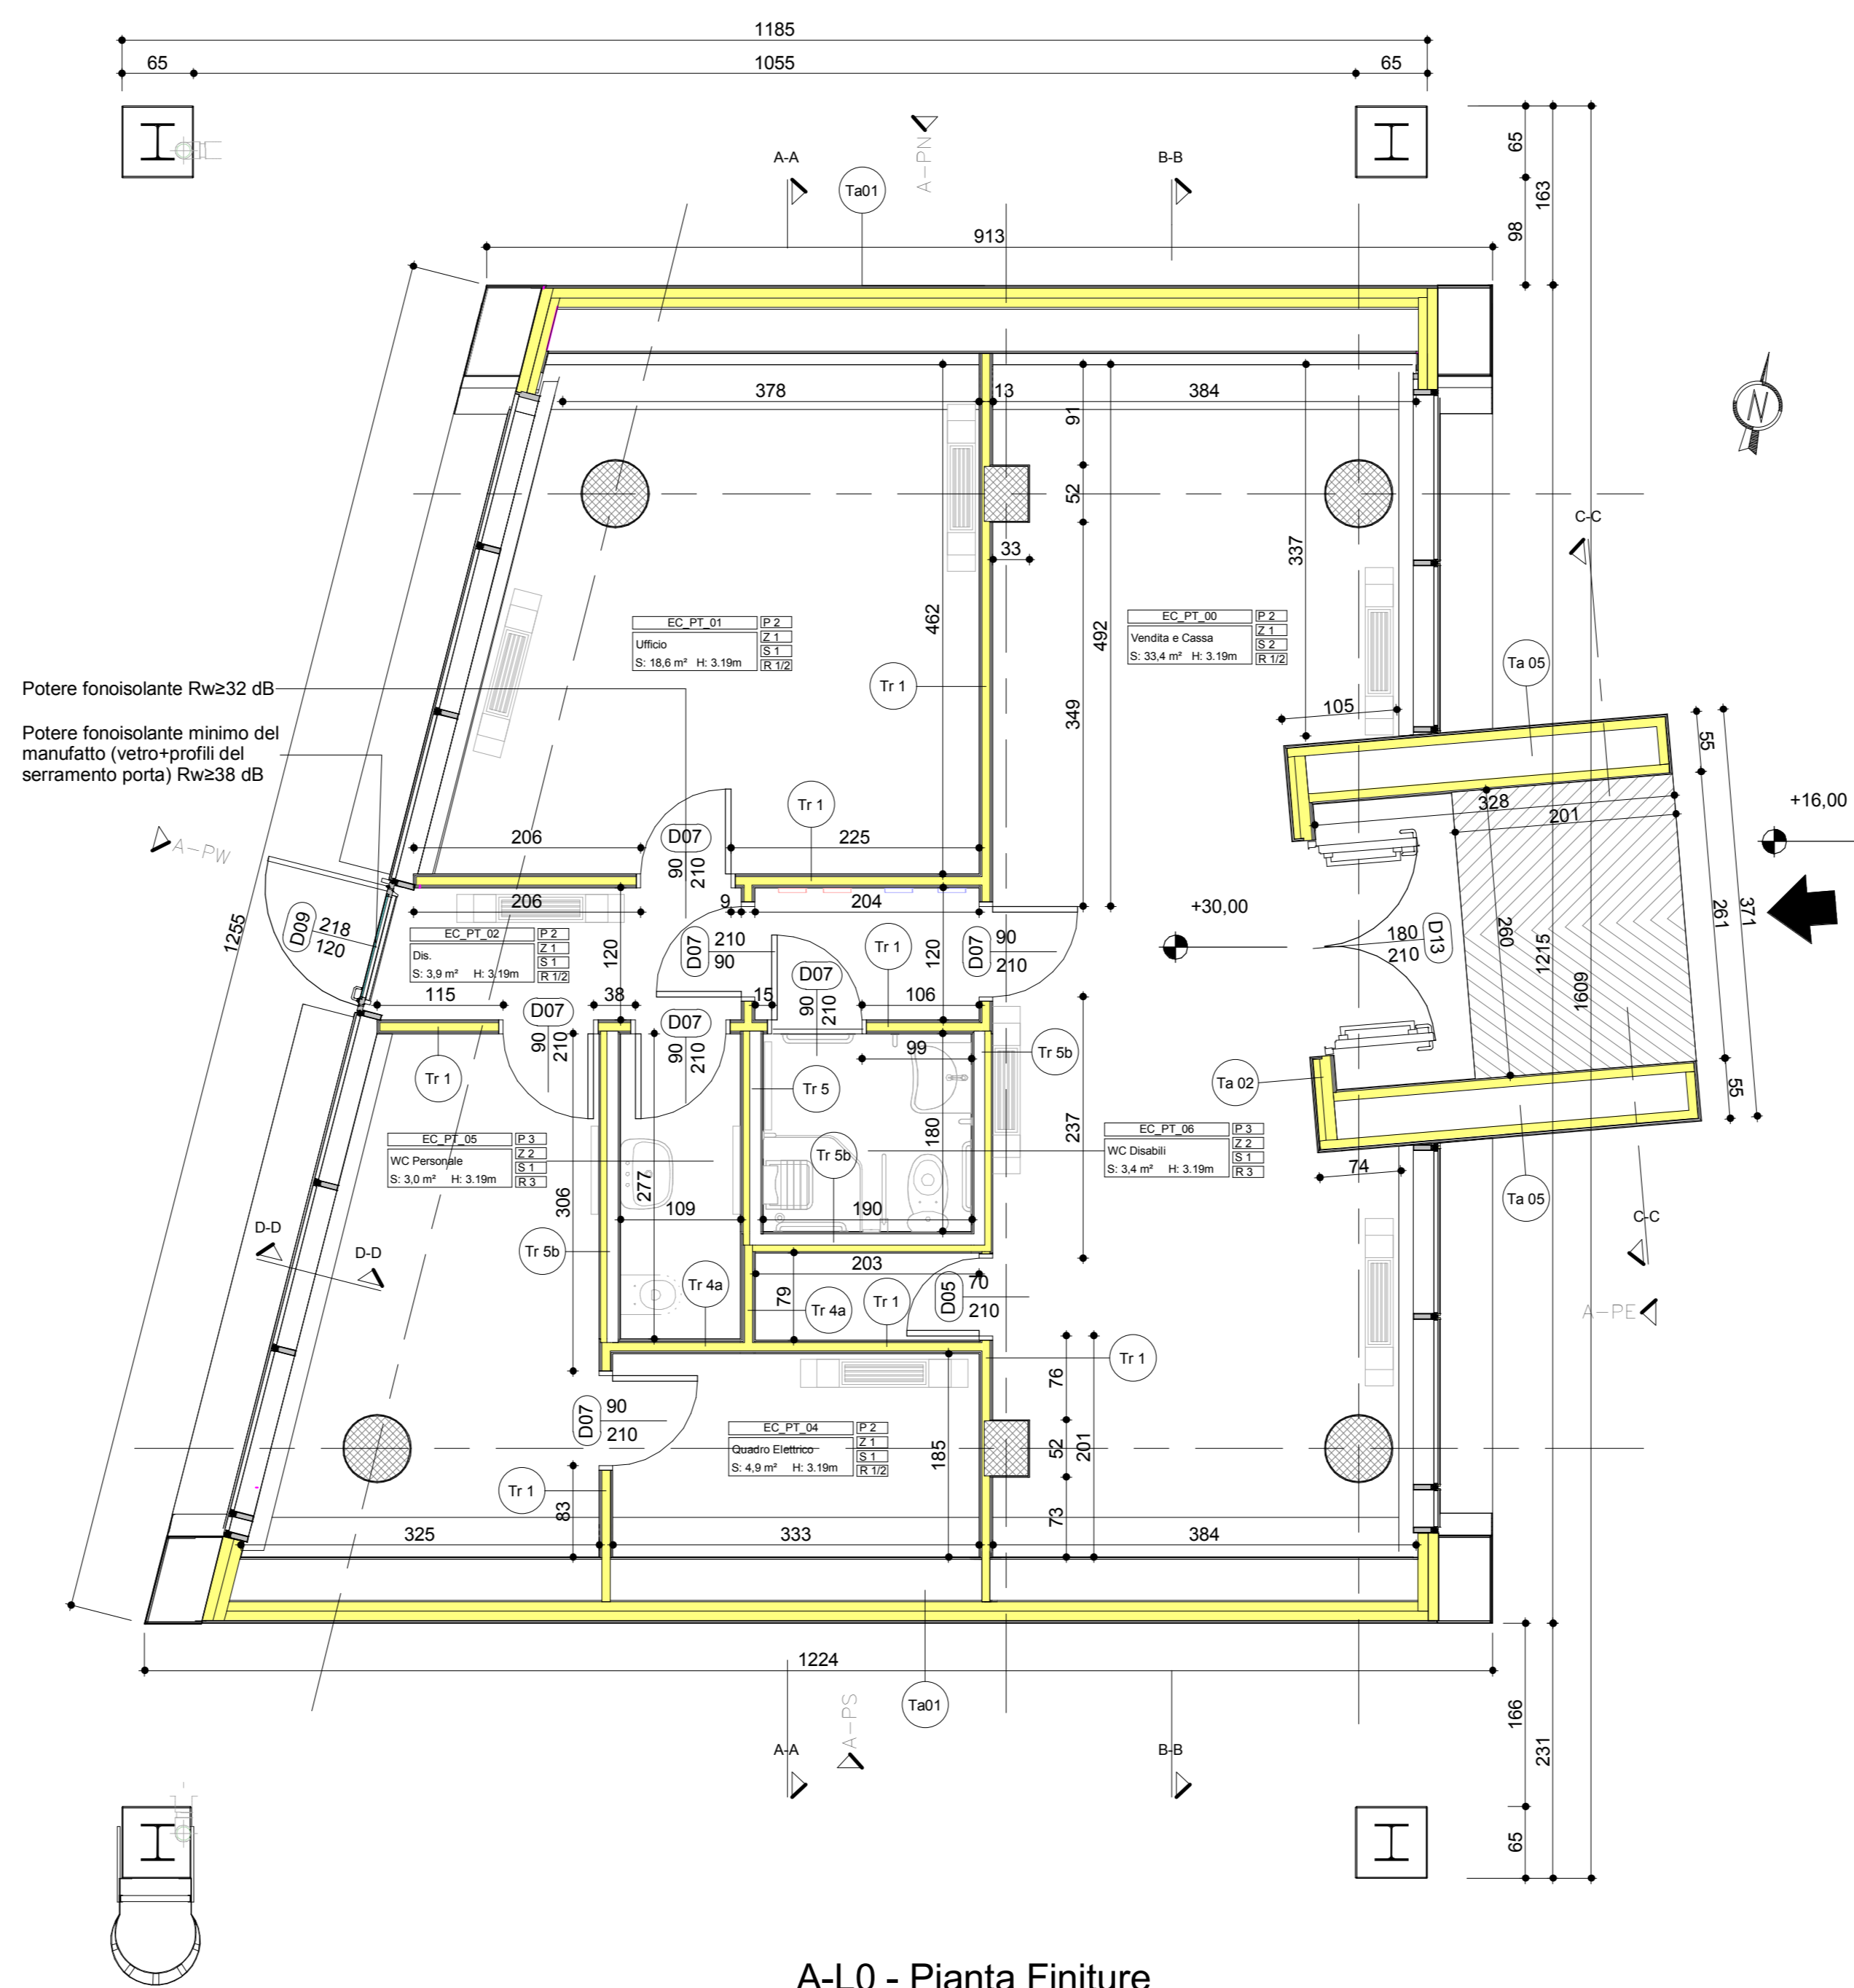 1185
65
1055
65
A-A
A-PN
B-B
Ta01
65
163
98
913
378
13
384
91
52
33
337
462
492
349
N
C-C
EC_PT_01
P 2
Ufficio
Z 1
S 1
S: 18,6 m² H: 3.19m
R 1/2
EC_PT_00
P 2
Vendita e Cassa
Z 1
S 2
S: 33,4 m² H: 3.19m
R 1/2
Tr 1
Ta 05
Potere fonoisolante Rw≥32 dB
Potere fonoisolante minimo del
manufatto (vetro+profili del
serramento porta) Rw≥38 dB
105
55
328
201
+16,00
Tr 1
A-PW
206
D07
90
210
225
206
9
204
+30,00
371
261
1215
260
1609
1255
D09
218
120
EC_PT_02
P 2
Dis.
Z 1
S 1
S: 3,9 m² H: 3.19m
R 1/2
120
D07
210
90
Tr 1
120
D07
90
210
180
210
D13
D07
90
210
115
38
15
106
D07
90
210
D07
90
210
99
Tr 5b
Tr 1
Tr 5
Ta 02
55
180
237
EC_PT_05
P 3
WC Personale
Z 2
S 1
S: 3,0 m² H: 3.19m
R 3
Tr 5b
EC_PT_06
P 3
WC Disabili
Z 2
S 1
S: 3,4 m² H: 3.19m
R 3
74
Ta 05
306
277
109
190
D-D
D-D
Tr 5b
C-C
203
Tr 4a
79
Tr 4a
Tr 1
D05
70
210
A-PE
Tr 1
76
D07
90
210
EC_PT_04
P 2
Quadro Elettrico
Z 1
S 1
S: 4,9 m² H: 3.19m
R 1/2
185
52
201
Tr 1
83
73
325
333
384
1224
Ta01
166
231
A-A
A-PS
B-B
65
A-L0 - Pianta Finiture